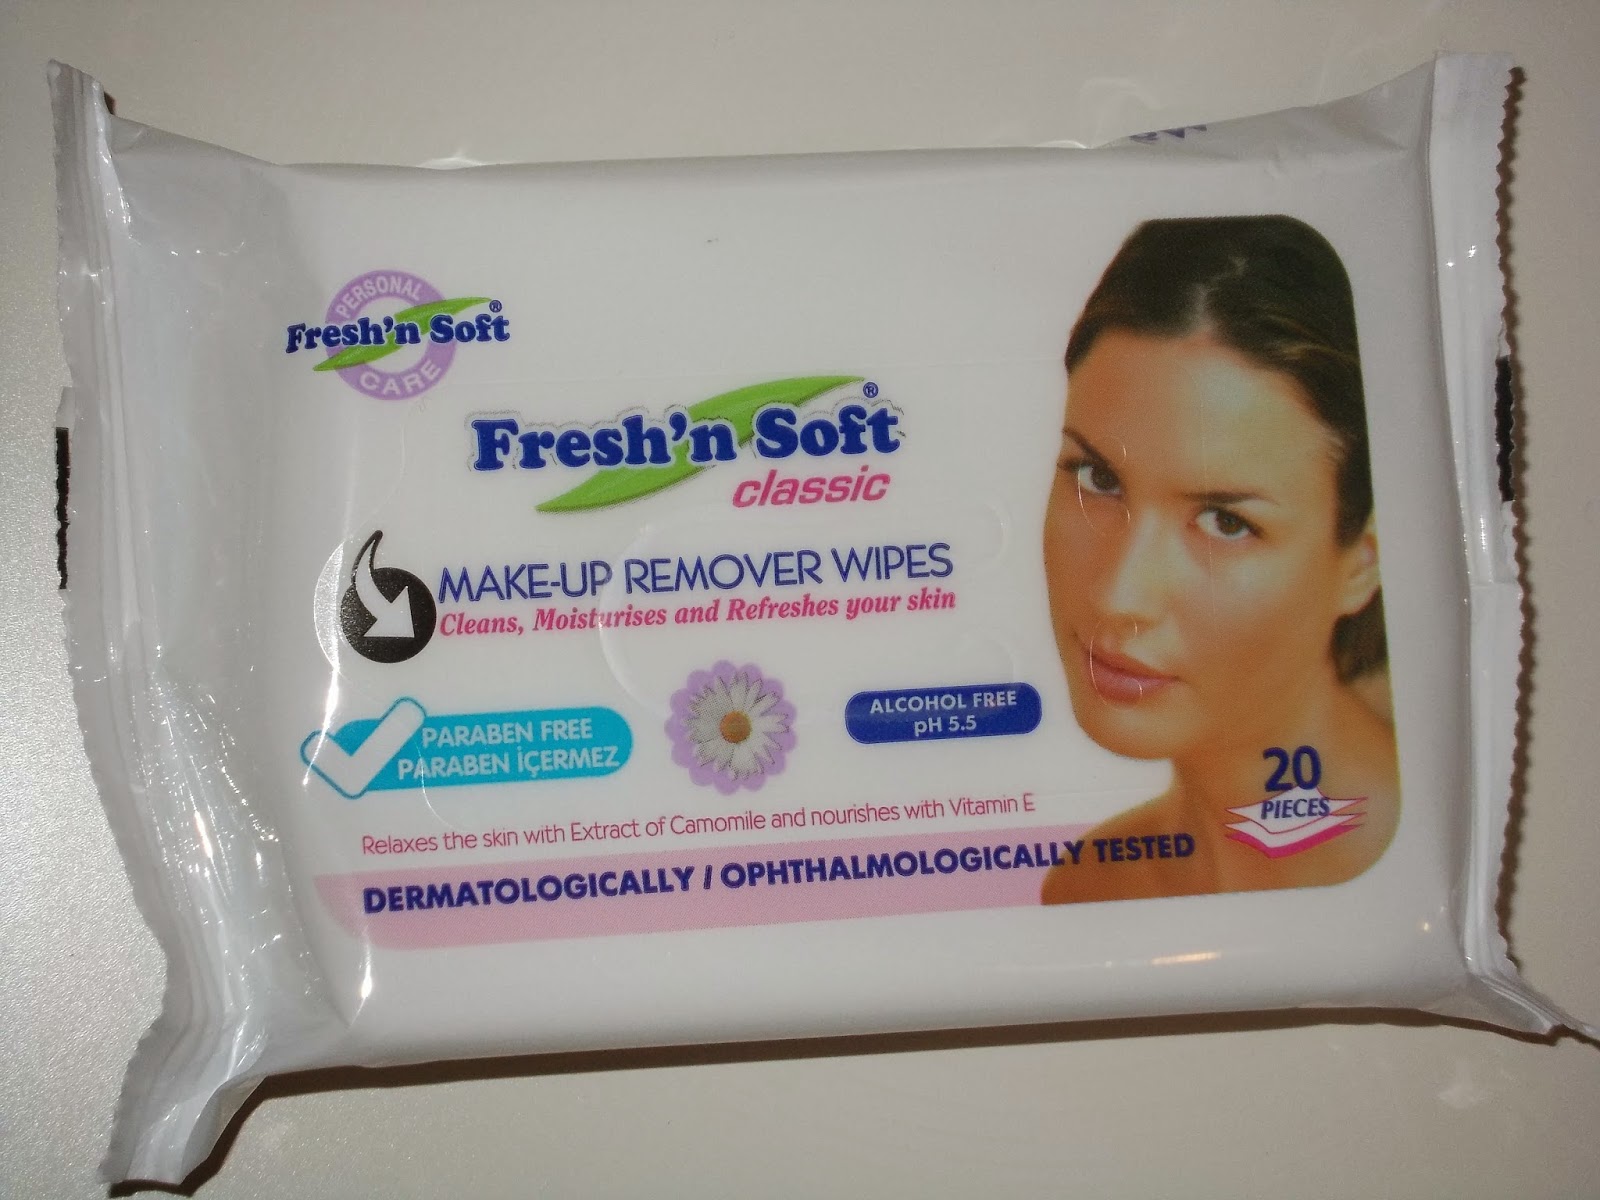 PERSONAL
Fresh'n Soft®
CARE
Fresh'n Soft®
classic
MAKE-UP REMOVER WIPES
Cleans, Moisturises and Refreshes your skin
PARABEN FREE
PARABEN İÇERMEZ
ALCOHOL FREE
pH 5.5
20
PIECES
Relaxes the skin with Extract of Camomile and nourishes with Vitamin E
DERMATOLOGICALLY / OPHTHALMOLOGICALLY TESTED